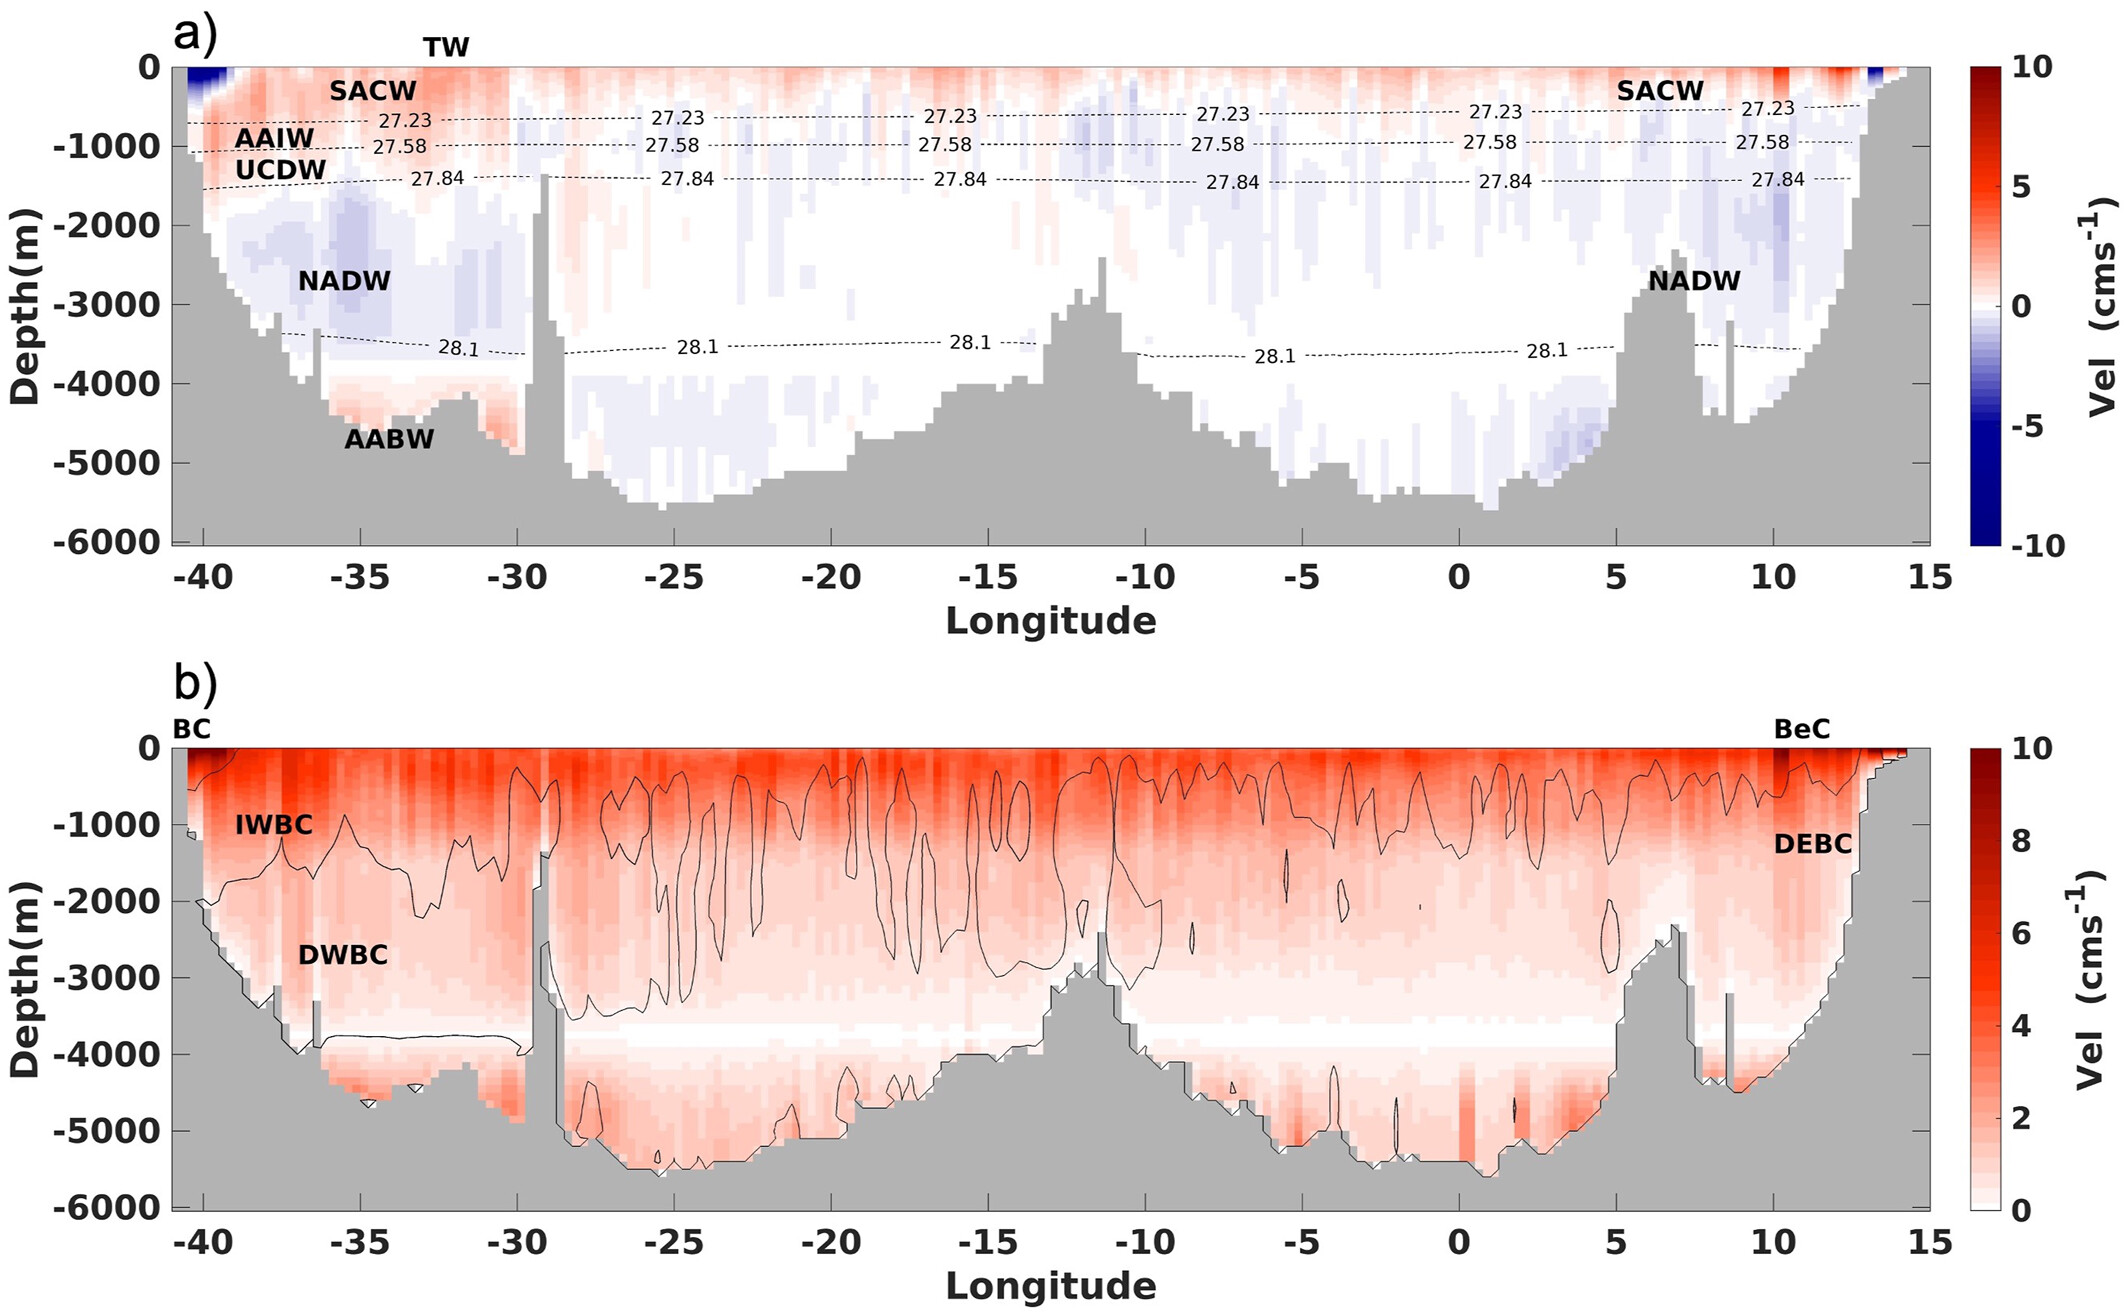 a)
TW
SACW
SACW
AAIW
UCDW
NADW
NADW
AABW
27.23 27.23 27.23 27.23 27.23 27.23
27.58 27.58 27.58 27.58 27.58 27.58
27.84 27.84 27.84 27.84 27.84 27.84
28.1 28.1 28.1 28.1 28.1
0
-1000
-2000
-3000
-4000
-5000
-6000
Depth(m)
-40 -35 -30 -25 -20 -15 -10 -5 0 5 10 15
Longitude
10
5
0
-5
-10
Vel (cms-1)
b)
BC
BeC
IWBC
DEBC
DWBC
0
-1000
-2000
-3000
-4000
-5000
-6000
Depth(m)
-40 -35 -30 -25 -20 -15 -10 -5 0 5 10 15
Longitude
10
8
6
4
2
0
Vel (cms-1)